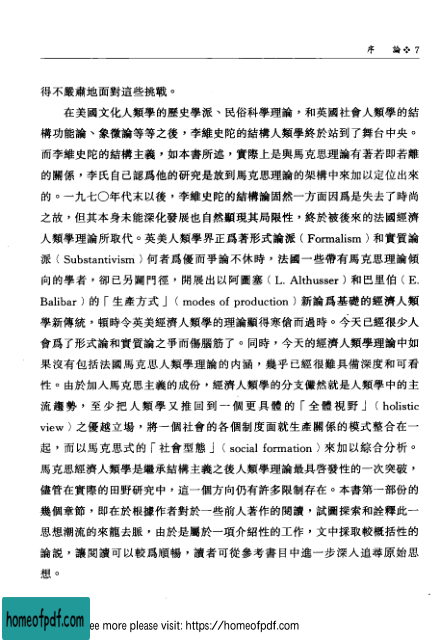 序　論❖7
得不嚴肅地面對這些挑戰。
在美國文化人類學的歷史學派、民俗科學理論，和英國社會人類學的結
構功能論、象徵論等等之後，李維史陀的結構人類學終於站到了舞台中央。
而李維史陀的結構主義，如本書所述，實際上是與馬克思理論有著若即若離
的關係，李氏自己認爲他的研究是放到馬克思理論的架構中來加以定位出來
的。一九七〇年代末以後，李維史陀的結構論固然一方面因爲是失去了時尚
之故，但其本身未能深化發展也自然顯現其局限性，終於被後來的法國經濟
人類學理論所取代。英美人類學界正爲著形式論派（Formalism）和實質論
派（Substantivism）何者爲優而爭論不休時，法國一些帶有馬克思理論傾
向的學者，卻已另闢門徑，開展出以阿圖塞（L. Althusser）和巴里伯（E.
Balibar）的「生產方式」（modes of production）新論爲基礎的經濟人類
學新傳統，頓時令英美經濟人類學的理論顯得寒傖而過時。今天已經很少人
會爲了形式論和實質論之爭而傷腦筋了。同時，今天的經濟人類學理論中如
果沒有包括法國馬克思人類學理論的內涵，幾乎已經很難具備深度和可看
性。由於加入馬克思主義的成份，經濟人類學的分支儼然就是人類學中的主
流趨勢，至少把人類學又推回到一個更具體的「全體視野」（holistic
view）之優越立場，將一個社會的各個制度面就生產關係的模式整合在一
起，而以馬克思式的「社會型態」（social formation）來加以綜合分析。
馬克思經濟人類學是繼承結構主義之後人類學理論最具啓發性的一次突破，
儘管在實際的田野研究中，這一個方向仍有許多限制存在。本書第一部份的
幾個章節，即在於根據作者對於一些前人著作的閱讀，試圖探索和詮釋此一
思想潮流的來龍去脈，由於是屬於一項介紹性的工作，文中採取較概括性的
論說，讓閱讀可以較爲順暢，讀者可從參考書目中進一步深入追尋原始思
想。
homeofpdf.com
ee more please visit: https://homeofpdf.com